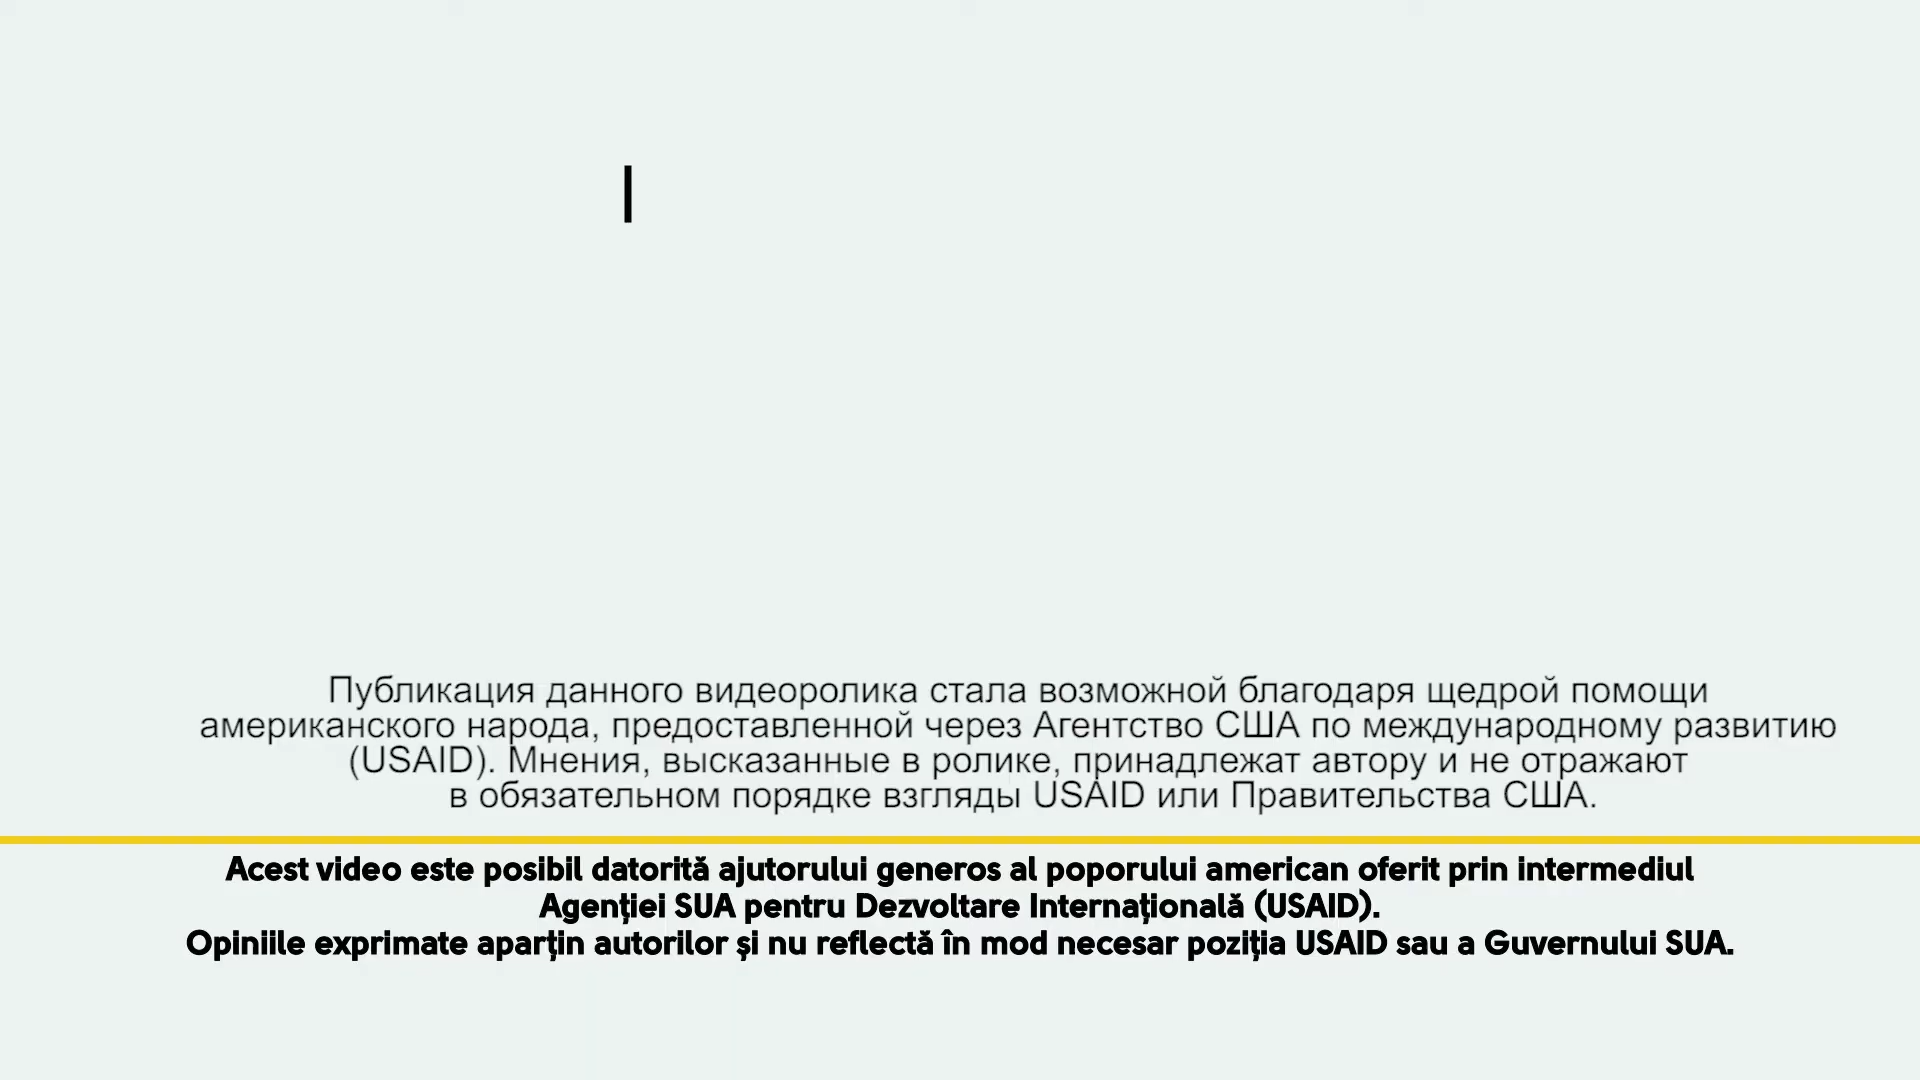 Публикация данного видеоролика стала возможной благодаря щедрой помощи
американского народа, предоставленной через Агентство США по международному развитию
(USAID). Мнения, высказанные в ролике, принадлежат автору и не отражают
в обязательном порядке взгляды USAID или Правительства США.
Acest video este posibil datorită ajutorului generos al poporului american oferit prin intermediul
Agenției SUA pentru Dezvoltare Internațională (USAID).
Opiniile exprimate aparțin autorilor și nu reflectă în mod necesar poziția USAID sau a Guvernului SUA.